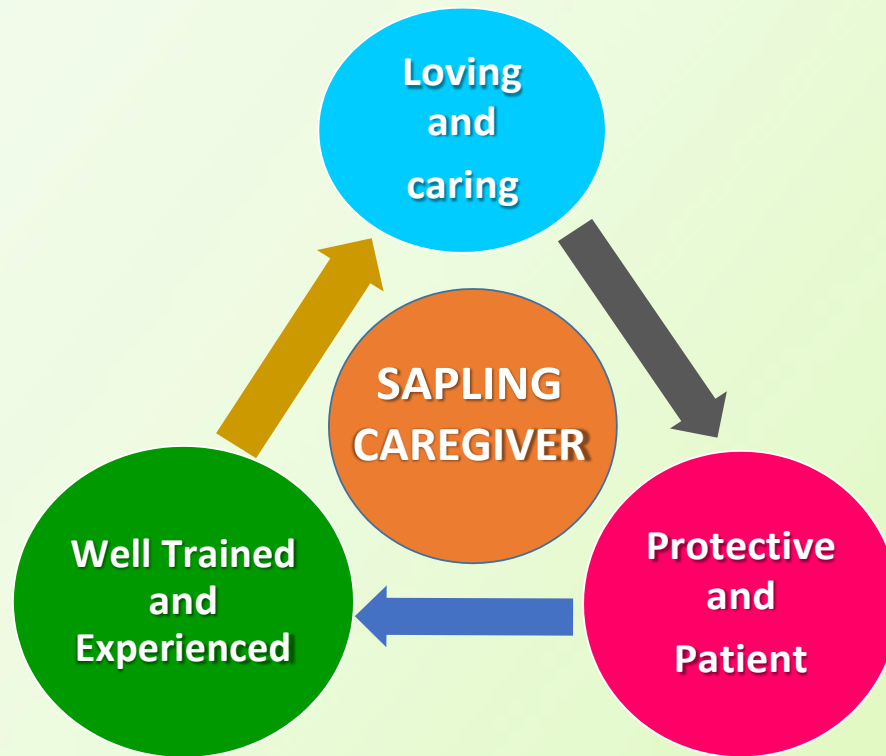 Loving
and
caring
SAPLING
CAREGIVER
Well Trained
and
Experienced
Protective
and
Patient